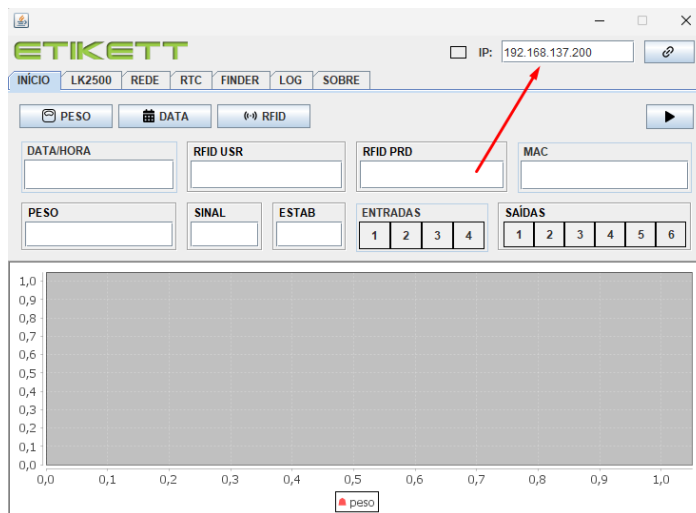 ETIKETT
IP: 192.168.137.200
INÍCIO LK2500 REDE RTC FINDER LOG SOBRE
PESO DATA RFID
DATA/HORA RFID USR RFID PRD MAC
PESO SINAL ESTAB ENTRADAS SAÍDAS
1 2 3 4 1 2 3 4 5 6
1,0
0,9
0,8
0,7
0,6
0,5
0,4
0,3
0,2
0,1
0,0
0,0 0,1 0,2 0,3 0,4 0,5 0,6 0,7 0,8 0,9 1,0
peso